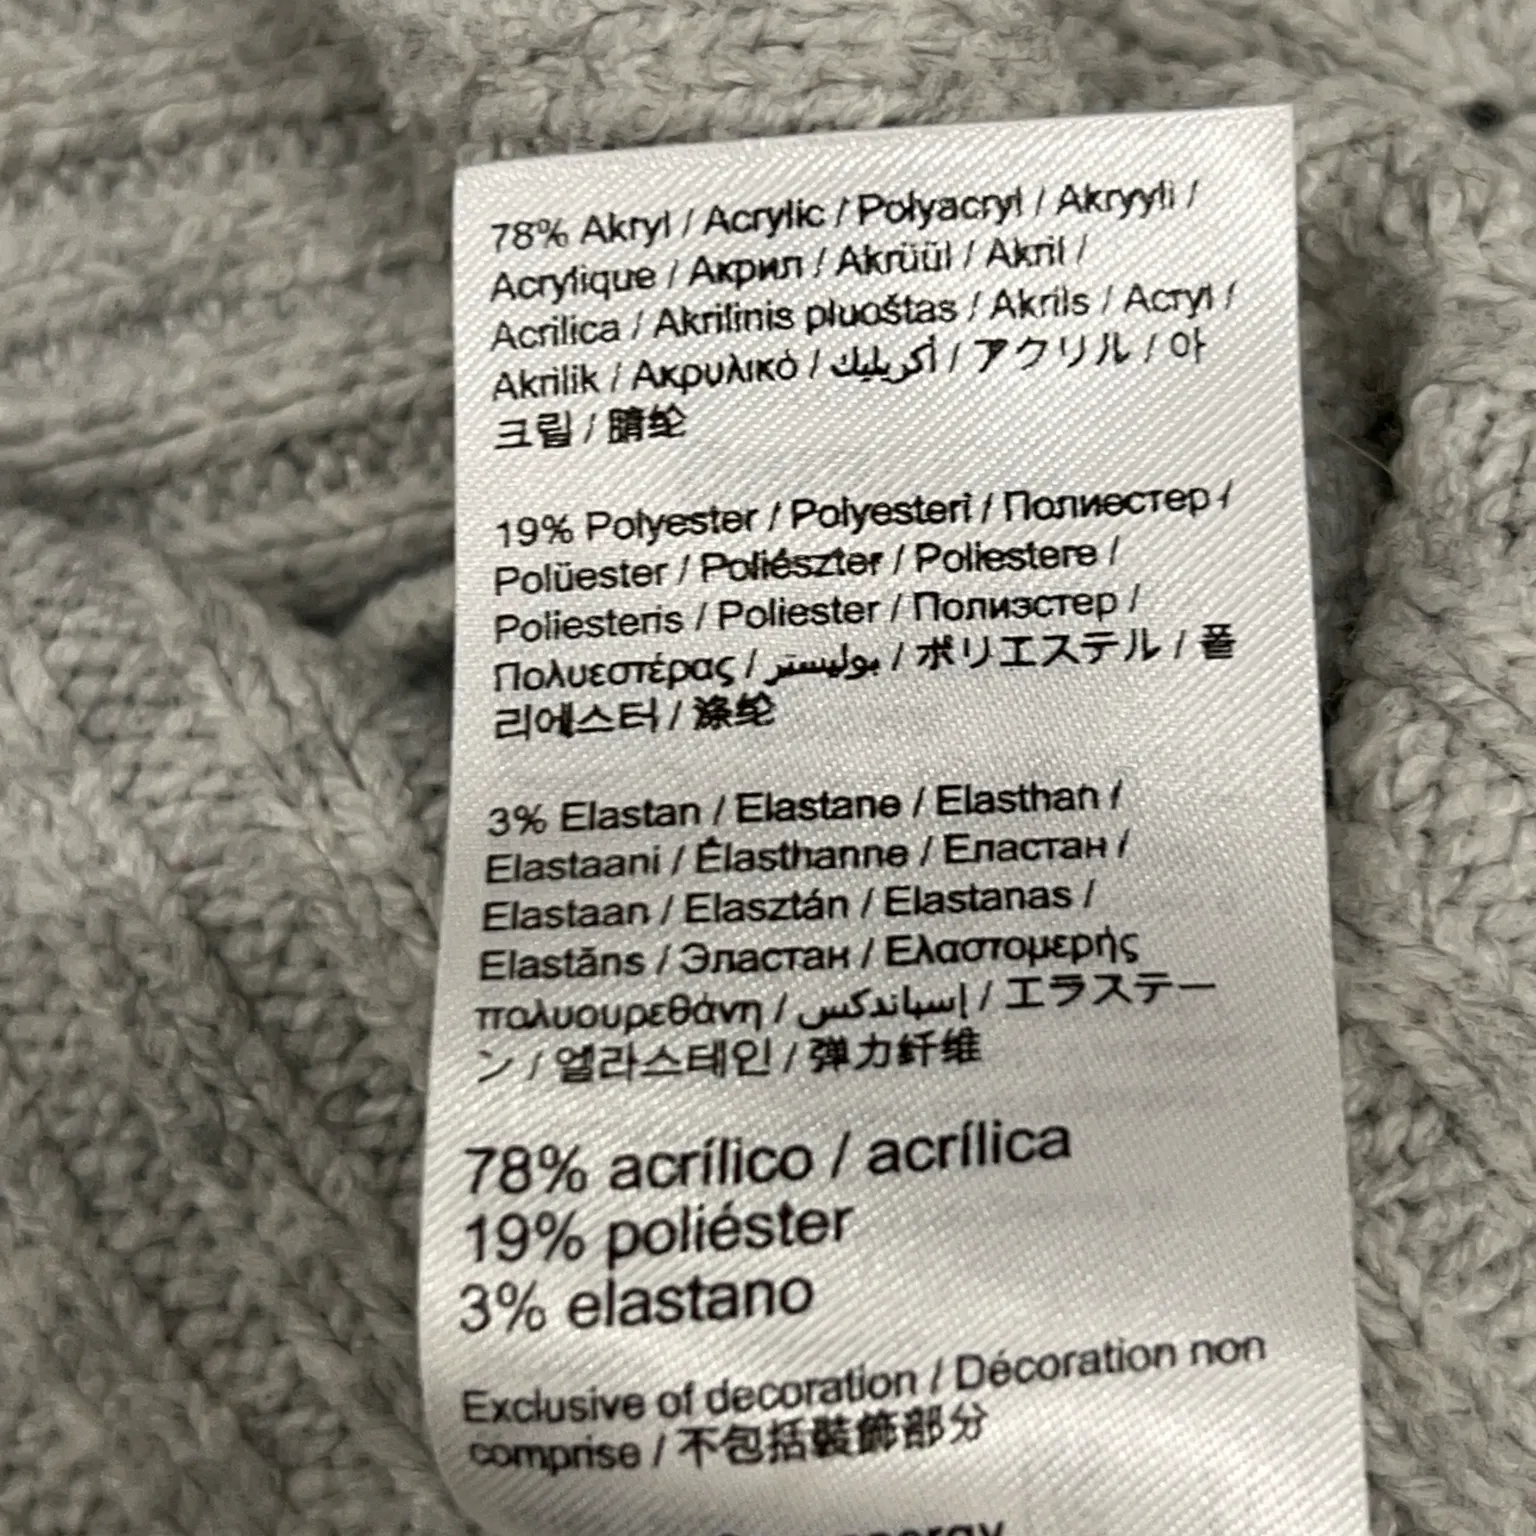 78% Akryl / Acrylic / Polyacryl / Akryyli /
Acrylique / Акрил / Akrüül / Akril /
Acrilica / Akrilinis pluoštas / Akrils / Acryl /
Akrilik / Ακρυλικό / أكريليك / アクリル / 아
크릴 / 腈纶
19% Polyester / Polyesteri / Полиестер /
Polüester / Poliészter / Poliestere /
Poliesteris / Poliester / Полиэстер /
Πολυεστέρας / بوليستر / ポリエステル / 폴
리에스터 / 涤纶
3% Elastan / Elastane / Elasthan /
Elastaani / Élasthanne / Еластан /
Elastaan / Elasztán / Elastanas /
Elastāns / Эластан / Ελαστομερής
πολυουρεθάνη / إسباندكس / エラステー
ン / 엘라스테인 / 弹力纤维
78% acrílico / acrílica
19% poliéster
3% elastano
Exclusive of decoration / Décoration non
comprise / 不包括裝飾部分